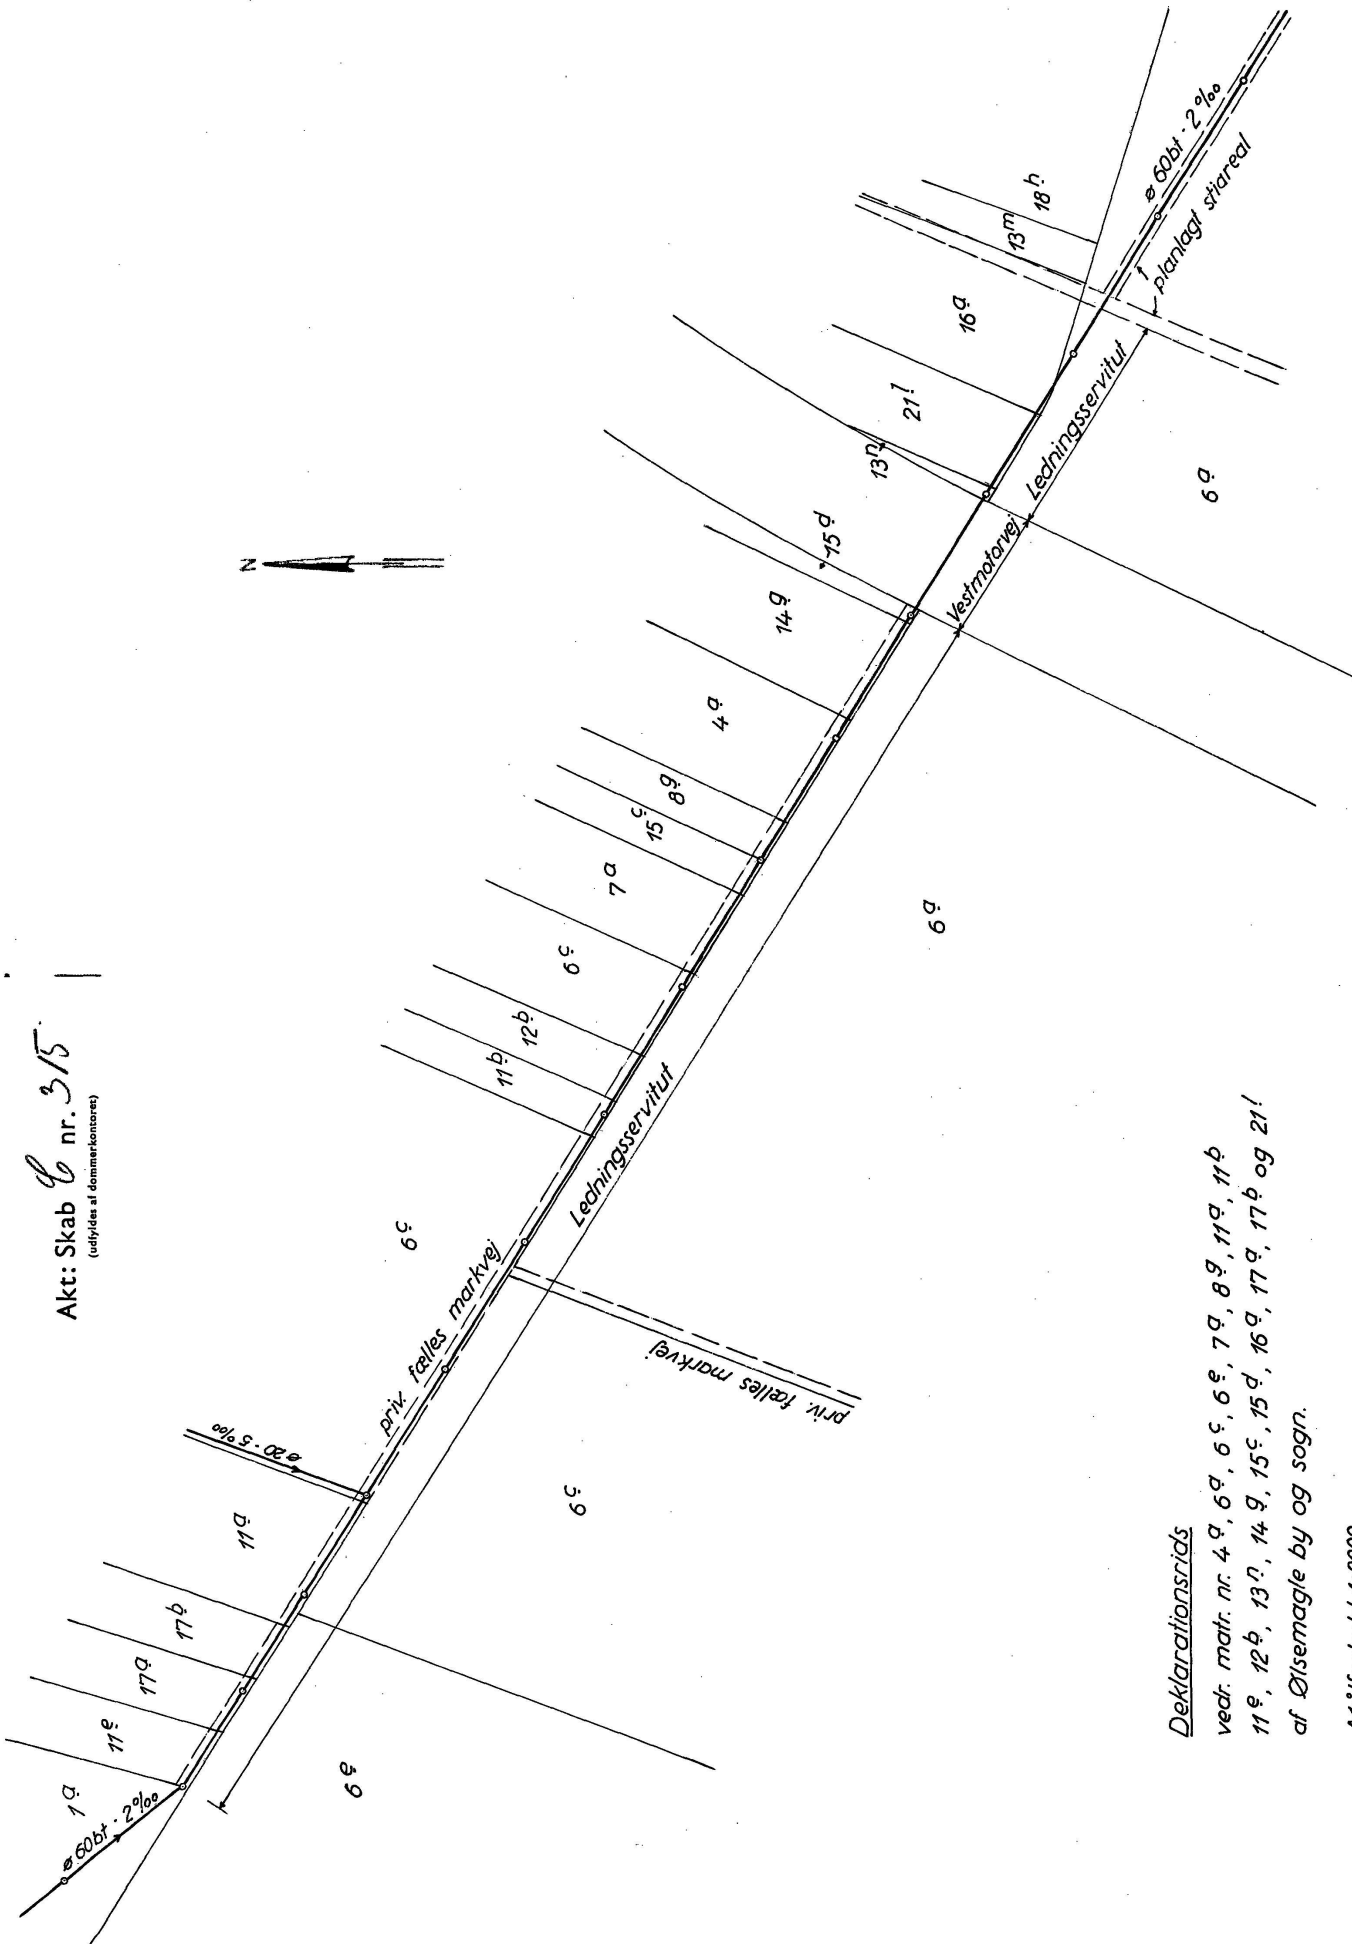 Akt: Skab nr. 315
(udfyldes af dommerkontoret)
N
1a
11e
17a
17b
11a
6c
11b
12b
6c
7a
15c
8g
4a
14g
15d
13n
21l
16a
13m
18h
ø 60bt - 2‰
ø 20 - 5‰
priv. fælles markvej
priv. fælles markvej
Ledningsservitut
Vestmotorvej
Ledningsservitut
planlagt stiareal
ø 60bt - 2‰
6e
6c
6a
6a
Deklarationsrids
vedr. matr. nr. 4a, 6a, 6c, 6e, 7a, 8g, 11a, 11b
11e, 12b, 13n, 14g, 15c, 15d, 16a, 17a, 17b og 21l
af Ølsemagle by og sogn.